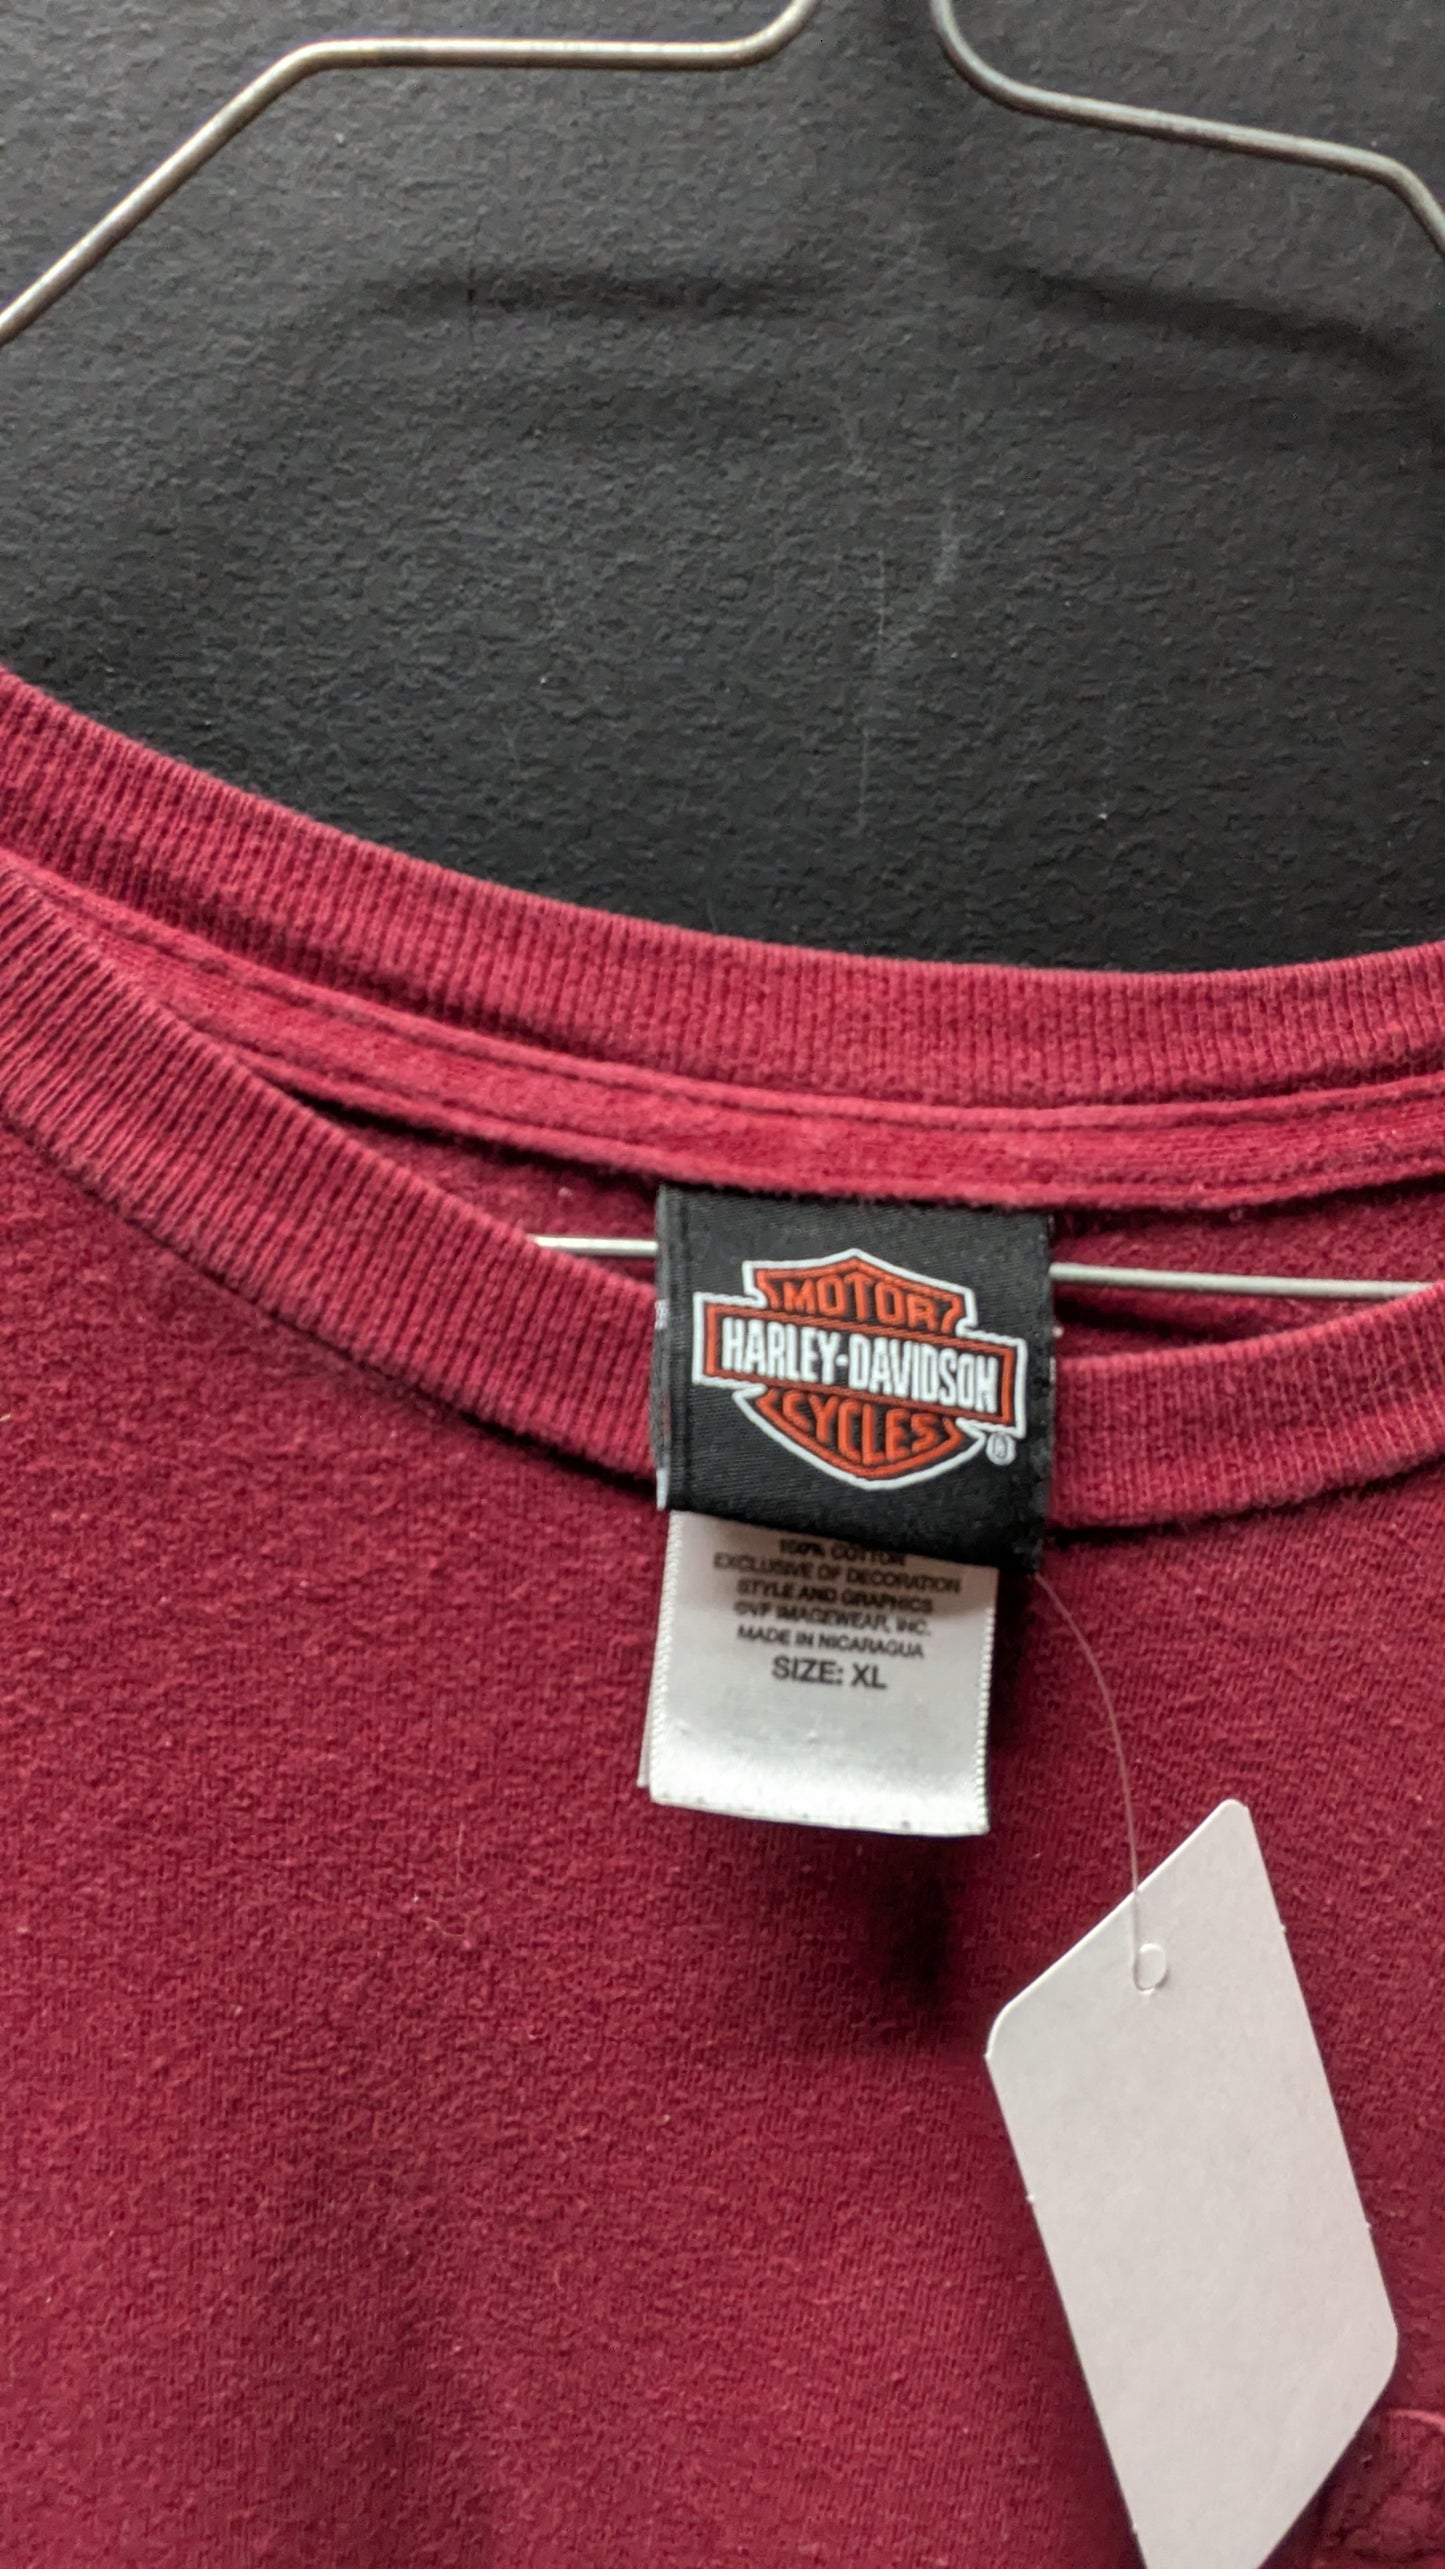 MOTOR
HARLEY-DAVIDSON
CYCLES
®
100% COTTON
EXCLUSIVE OF DECORATION
STYLE AND GRAPHICS
©VF IMAGEWEAR, INC.
MADE IN NICARAGUA
SIZE: XL